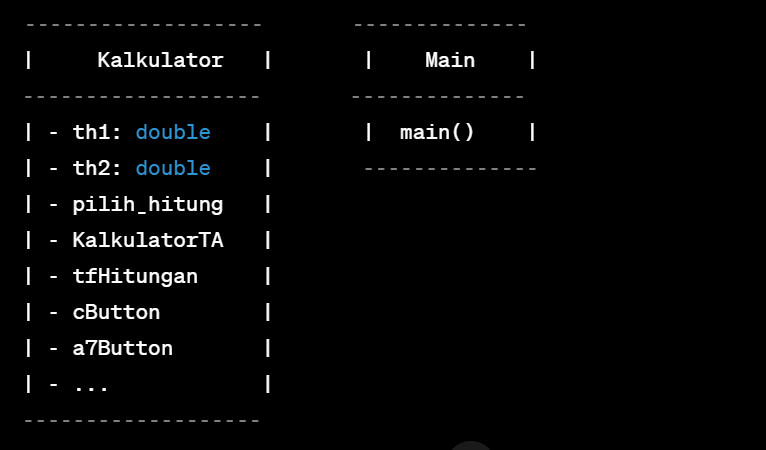 -------------------       --------------
|     Kalkulator   |       |    Main    |
-------------------       --------------
| - th1: double    |       |  main()    |
| - th2: double    |       --------------
| - pilih_hitung   |
| - KalkulatorTA   |
| - tfHitungan     |
| - cButton        |
| - a7Button       |
| - ...            |
-------------------